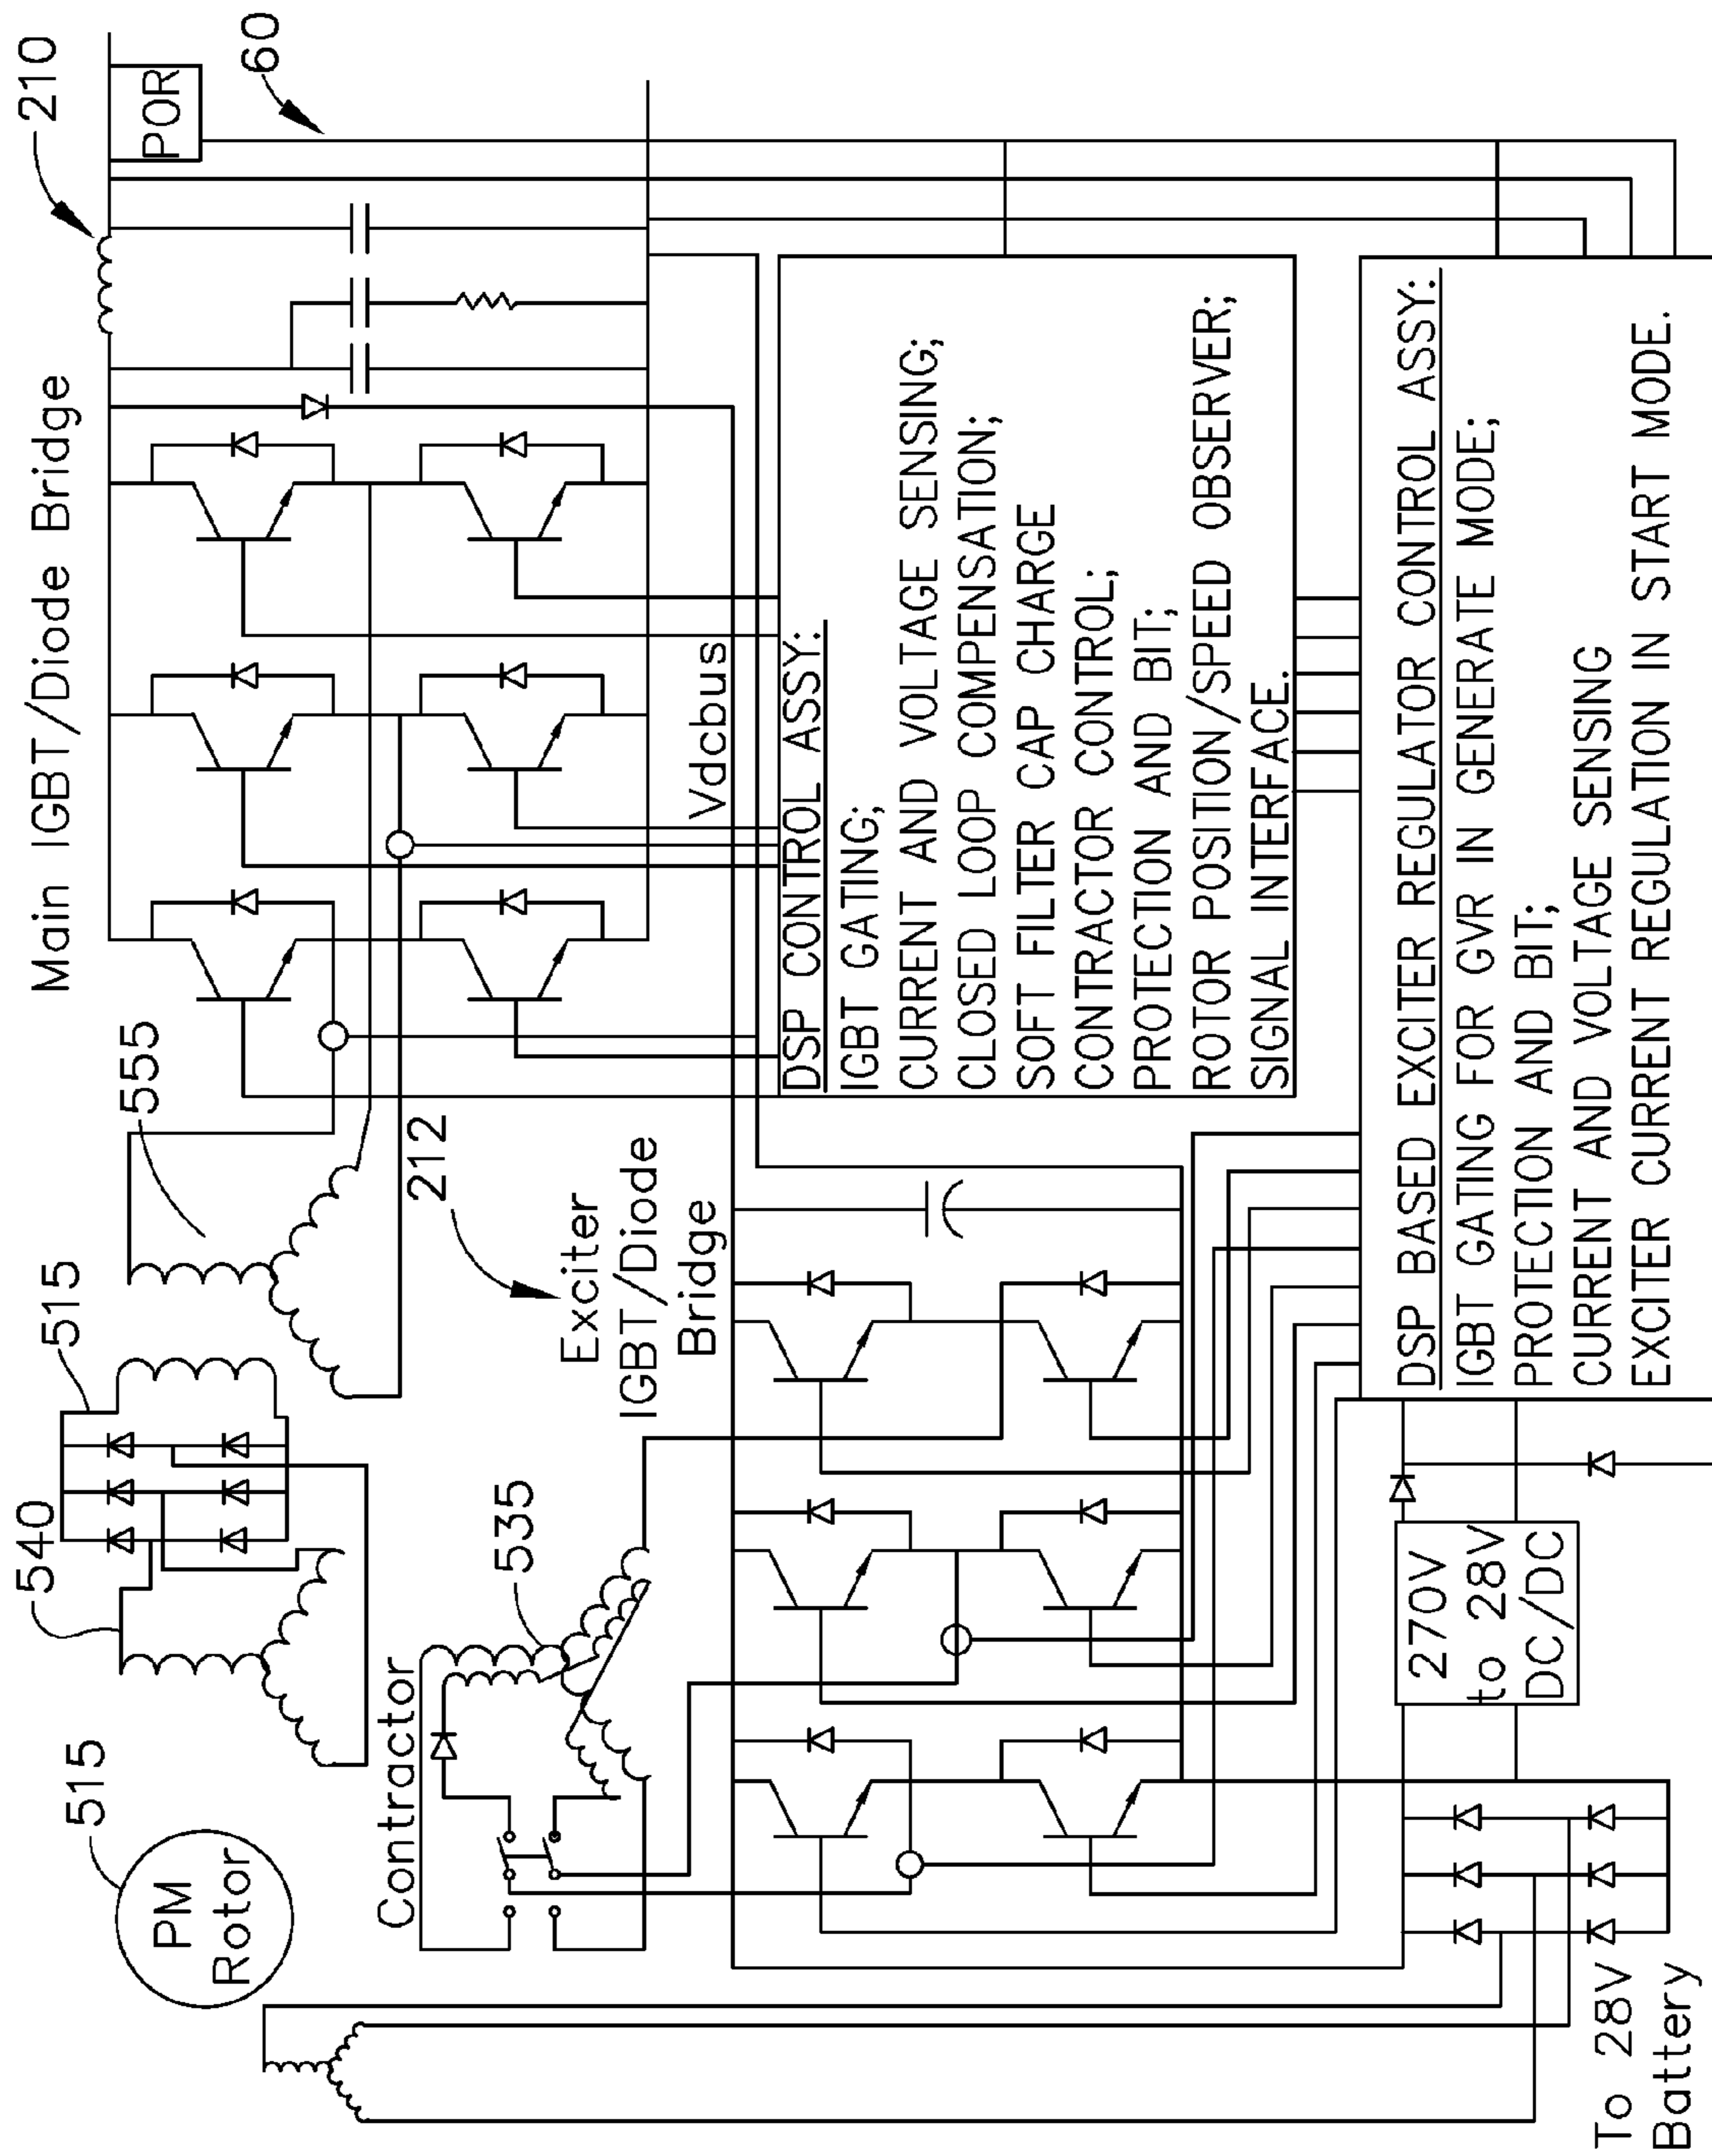 515
PM
Rotor
540
515
555
Main IGBT/Diode Bridge
210
POR
60
Contractor
535
212
Exciter
IGBT/Diode
Bridge
Vdcbus
DSP CONTROL ASSY:
IGBT GATING;
CURRENT AND VOLTAGE SENSING;
CLOSED LOOP COMPENSATION;
SOFT FILTER CAP CHARGE
CONTRACTOR CONTROL;
PROTECTION AND BIT;
ROTOR POSITION/SPEED OBSERVER;
SIGNAL INTERFACE.
270V
to 28V
DC/DC
DSP BASED EXCITER REGULATOR CONTROL ASSY:
IGBT GATING FOR GVR IN GENERATE MODE;
PROTECTION AND BIT;
CURRENT AND VOLTAGE SENSING
EXCITER CURRENT REGULATION IN START MODE.
To 28V
Battery